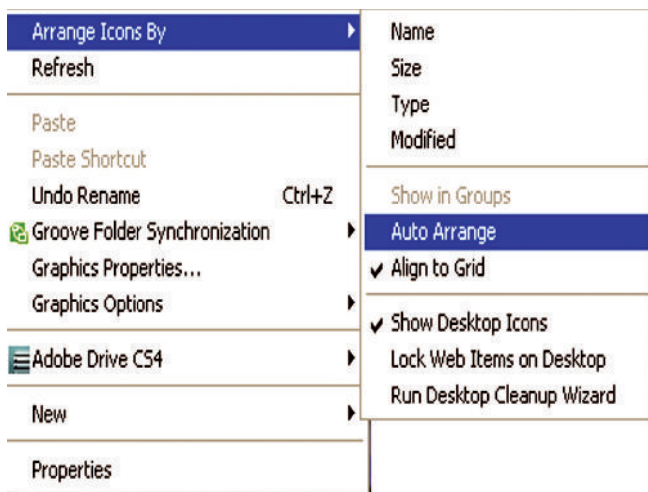 Arrange Icons By
Refresh
Paste
Paste Shortcut
Undo Rename Ctrl+Z
Groove Folder Synchronization
Graphics Properties...
Graphics Options
Adobe Drive CS4
New
Properties
Name
Size
Type
Modified
Show in Groups
Auto Arrange
Align to Grid
Show Desktop Icons
Lock Web Items on Desktop
Run Desktop Cleanup Wizard